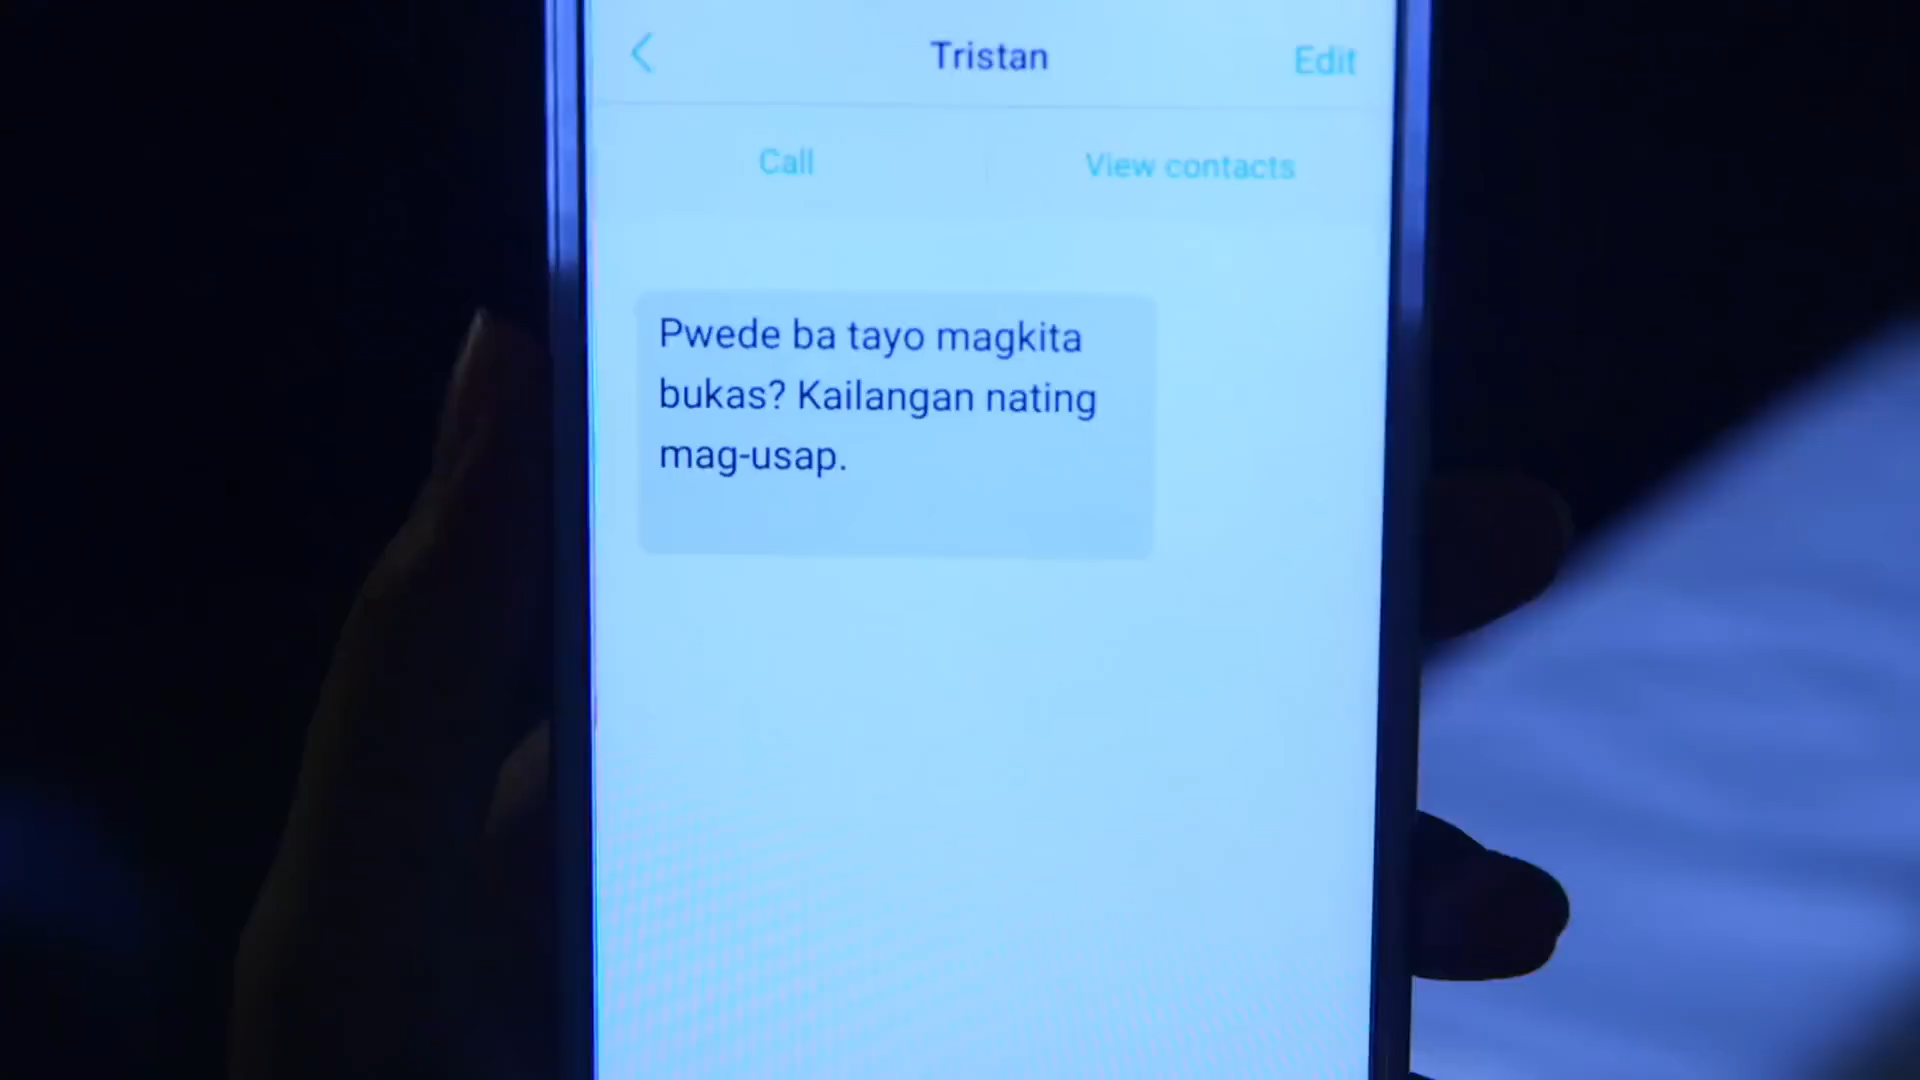 Tristan
Edit
Call
View contacts
Pwede ba tayo magkita
bukas? Kailangan nating
mag-usap.